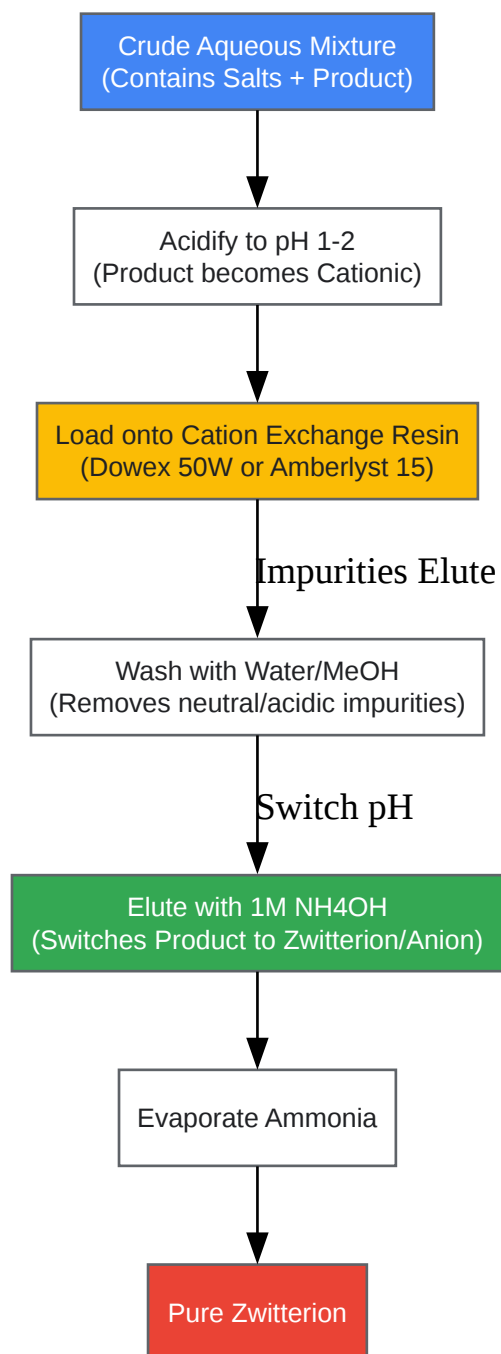 Crude Aqueous Mixture
(Contains Salts + Product)
Acidify to pH 1-2
(Product becomes Cationic)
Load onto Cation Exchange Resin
(Dowex 50W or Amberlyst 15)
Impurities Elute
Wash with Water/MeOH
(Removes neutral/acidic impurities)
Switch pH
Elute with 1M NH4OH
(Switches Product to Zwitterion/Anion)
Evaporate Ammonia
Pure Zwitterion